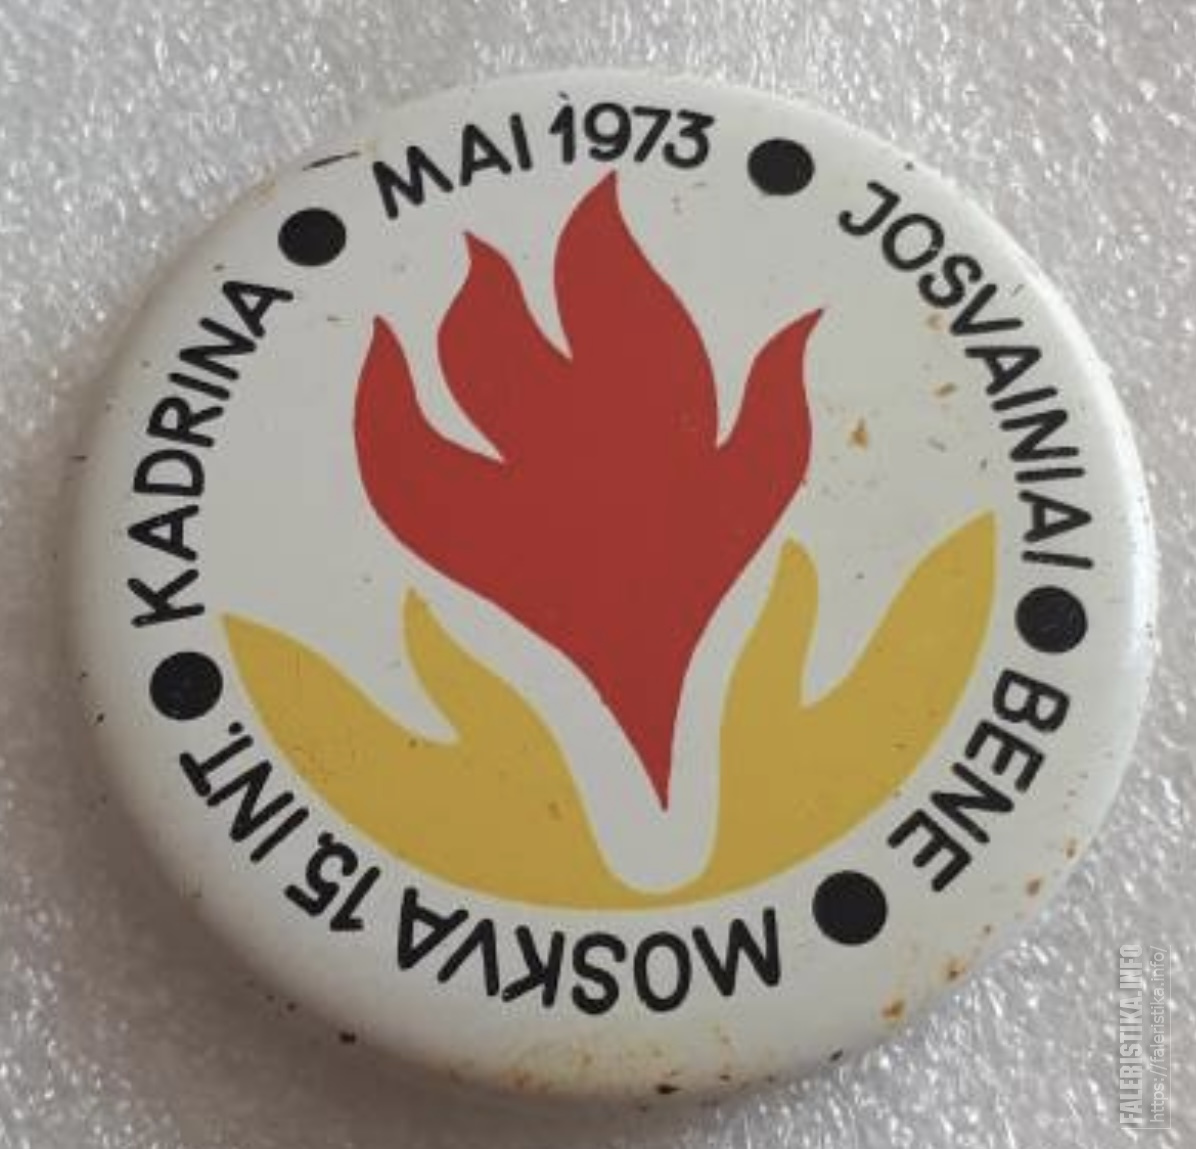 MAI 1973 ● JOSVAINIAI ● BENE ● MOSKVA 15. INT. ● KADRINA ●
FALERISTIKA.INFO
https://faleristika.info/